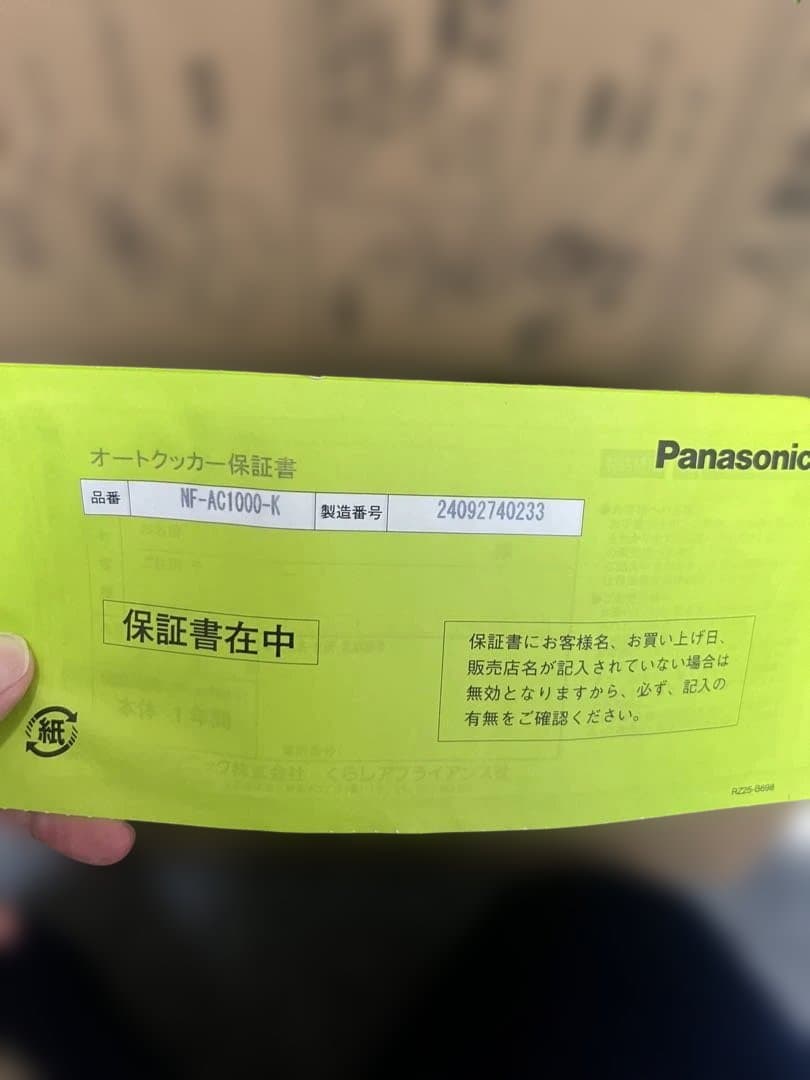 Panasonic
オートクッカー保証書
品番 NF-AC1000-K 製造番号 24092740233
保証書在中
保証書にお客様名、お買い上げ日、
販売店名が記入されていない場合は
無効となりますから、必ず、記入の
有無をご確認ください。
紙
RZ25-B698